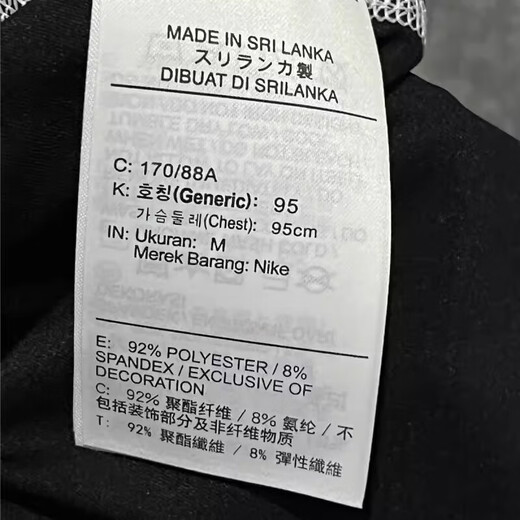 MADE IN SRI LANKA
スリランカ製
DIBUAT DI SRILANKA
C: 170/88A
K: 호칭(Generic): 95
가슴둘레(Chest): 95cm
IN: Ukuran: M
Merek Barang: Nike
E: 92% POLYESTER / 8%
SPANDEX / EXCLUSIVE OF
DECORATION
C: 92% 聚酯纤维 / 8% 氨纶 / 不
包括装饰部分及非纤维物质
T: 92% 聚酯纖維 / 8% 彈性纖維